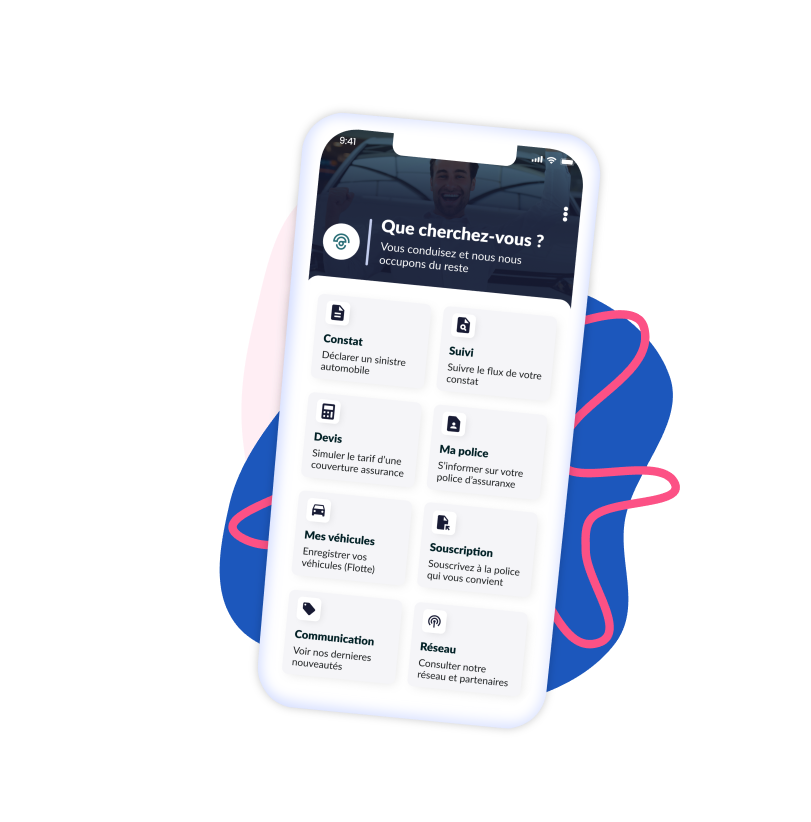 9:41
Que cherchez-vous ?
Vous conduisez et nous nous
occupons du reste
Constat
Déclarer un sinistre
automobile
Suivi
Suivre le flux de votre
constat
Devis
Simuler le tarif d'une
couverture assurance
Ma police
S'informer sur votre
police d'assuranxe
Mes véhicules
Enregistrer vos
véhicules (Flotte)
Souscription
Souscrivez à la police
qui vous convient
Communication
Voir nos dernieres
nouveautés
Réseau
Consulter notre
réseau et partenaires